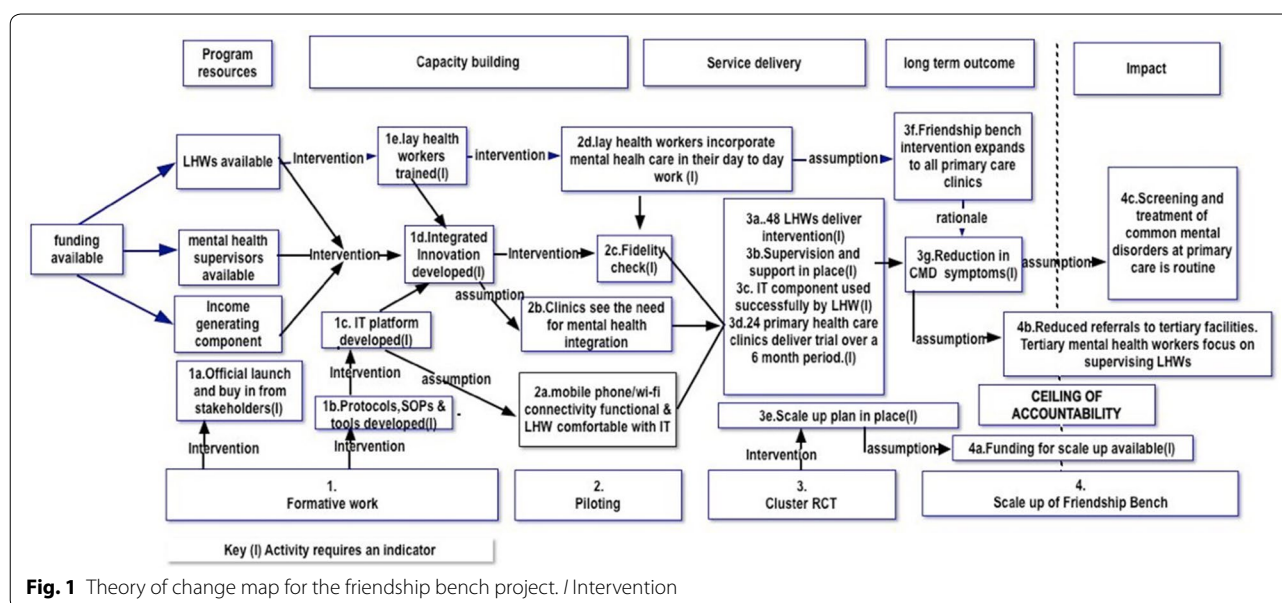 Program
resources
Capacity building
Service delivery
long term outcome
Impact
LHWs available
Intervention
1e.lay health
workers
trained(I)
intervention
2d.lay health workers incorporate
mental healh care in their day to day
work (I)
assumption
3f.Friendship bench
intervention expands
to all primary care
clinics
rationale
4c.Screening and
treatment of
common mental
disorders at
primary care is
routine
funding
available
mental health
supervisors
available
Intervention
1d.Integrated
Innovation
developed(I)
Intervention
2c.Fidelity
check(I)
3a..48 LHWs deliver
intervention(I)
3b.Supervision and
support in place(I)
3c. IT component used
successfully by LHW(I)
3d.24 primary health care
clinics deliver trial over a
6 month period.(I)
3g.Reduction in
CMD symptoms(I)
assumption
Income
generating
component
assumption
2b.Clinics see the need
for mental health
integration
assumption
4b.Reduced referrals to tertiary facilities.
Tertiary mental health workers focus on
supervising LHWs
1c. IT platform
developed(I)
1a.Official launch
and buy in from
stakeholders(I)
Intervention
assumption
2a.mobile phone/wi-fi
connectivity functional &
LHW comfortable with IT
CEILING OF
ACCOUNTABILITY
1b.Protocols,SOPs &
tools developed(I)
3e.Scale up plan in place(I)
Intervention
Intervention
Intervention
assumption
4a.Funding for scale up available(I)
1.
Formative work
2.
Piloting
3.
Cluster RCT
4.
Scale up of Friendship Bench
Key (I) Activity requires an indicator
Fig. 1 Theory of change map for the friendship bench project. I Intervention